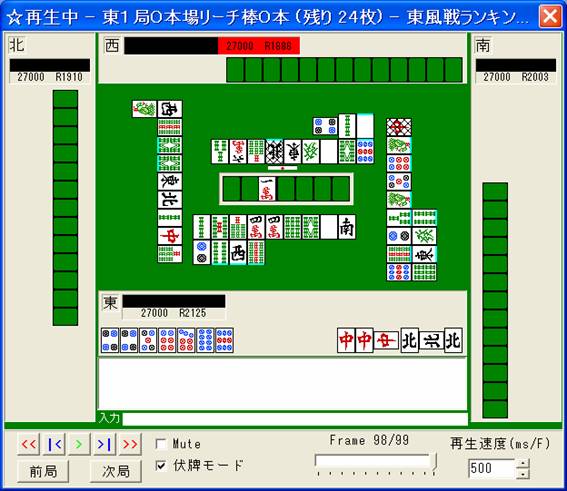 ☆再生中 − 東1局0本場リーチ棒0本 (残り 24枚) − 東風戦ランキン...
北
西
南
27000 R1686
27000 R1910
27000 R2003
東
27000 R2125
入力
<< |< > >| >>
Mute
Frame 98/99
再生速度(ms/F)
前局
次局
伏牌モード
500